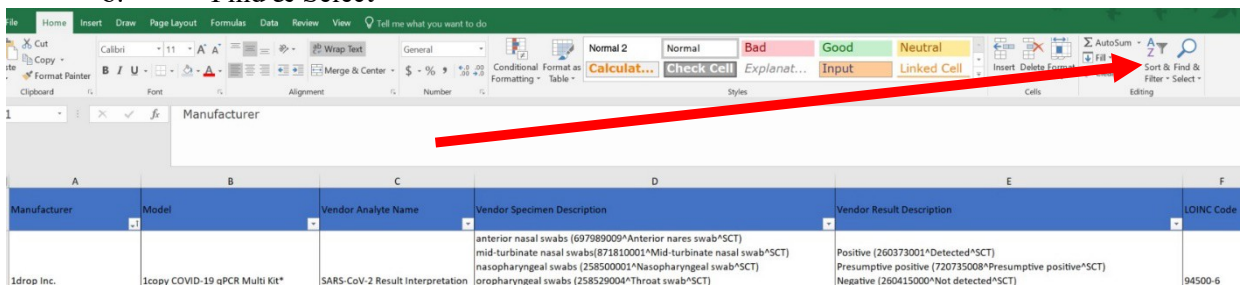 Find & Select
File Home Insert Draw Page Layout Formulas Data Review View Tell me what you want to do
Cut
Copy
Format Painter
Clipboard
Calibri 11 A A
B I U A
Font
Wrap Text
Merge & Center
Alignment
General
$ % , .00
Number
Conditional Formatting
Format as Table
Normal 2 Normal Bad Good Neutral
Calculat... Check Cell Explanat... Input Linked Cell
Styles
Insert Delete Format
Cells
AutoSum
Fill
Sort & Filter
Find & Select
Editing
1 fx Manufacturer
A B C D E F
Manufacturer Model Vendor Analyte Name Vendor Specimen Description Vendor Result Description LOINC Code
anterior nasal swabs (697989009^Anterior nares swab^SCT)
mid-turbinate nasal swabs(871810001^Mid-turbinate nasal swab^SCT) Positive (260373001^Detected^SCT)
nasopharyngeal swabs (258500001^Nasopharyngeal swab^SCT) Presumptive positive (720735008^Presumptive positive^SCT)
1drop Inc. 1copy COVID-19 qPCR Multi Kit* SARS-CoV-2 Result Interpretation oropharyngeal swabs (258529004^Throat swab^SCT) Negative (260415000^Not detected^SCT) 94500-6